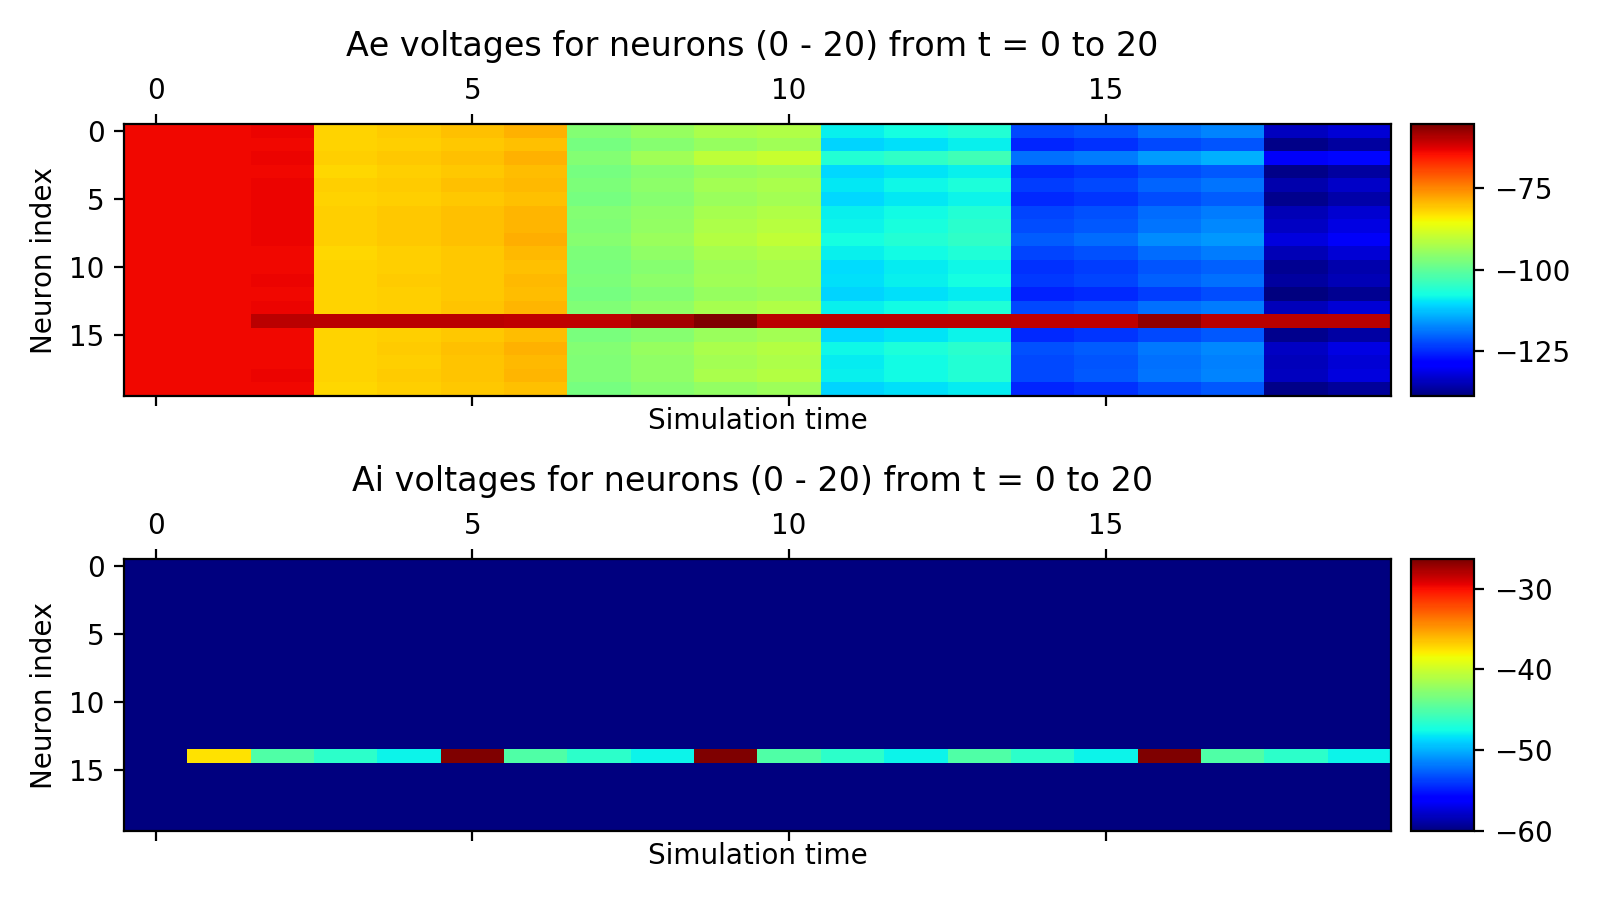 Ae voltages for neurons (0 - 20) from t = 0 to 20
0 5 10 15
Neuron index
0
5
10
15
Simulation time
−75
−100
−125
Ai voltages for neurons (0 - 20) from t = 0 to 20
0 5 10 15
Neuron index
0
5
10
15
Simulation time
−30
−40
−50
−60